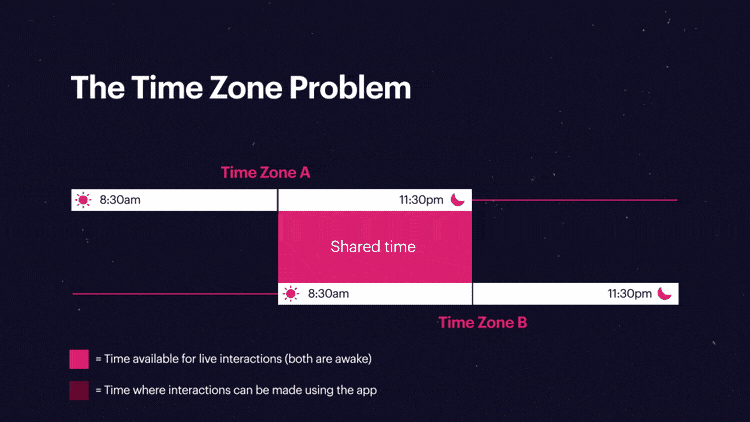 The Time Zone Problem
Time Zone A
8:30am 11:30pm
Shared time
8:30am 11:30pm
Time Zone B
= Time available for live interactions (both are awake)
= Time where interactions can be made using the app